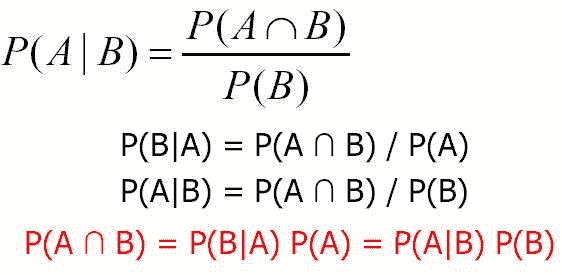 P(A | B) = P(A ∩ B) / P(B)
P(B|A) = P(A ∩ B) / P(A)
P(A|B) = P(A ∩ B) / P(B)
P(A ∩ B) = P(B|A) P(A) = P(A|B) P(B)